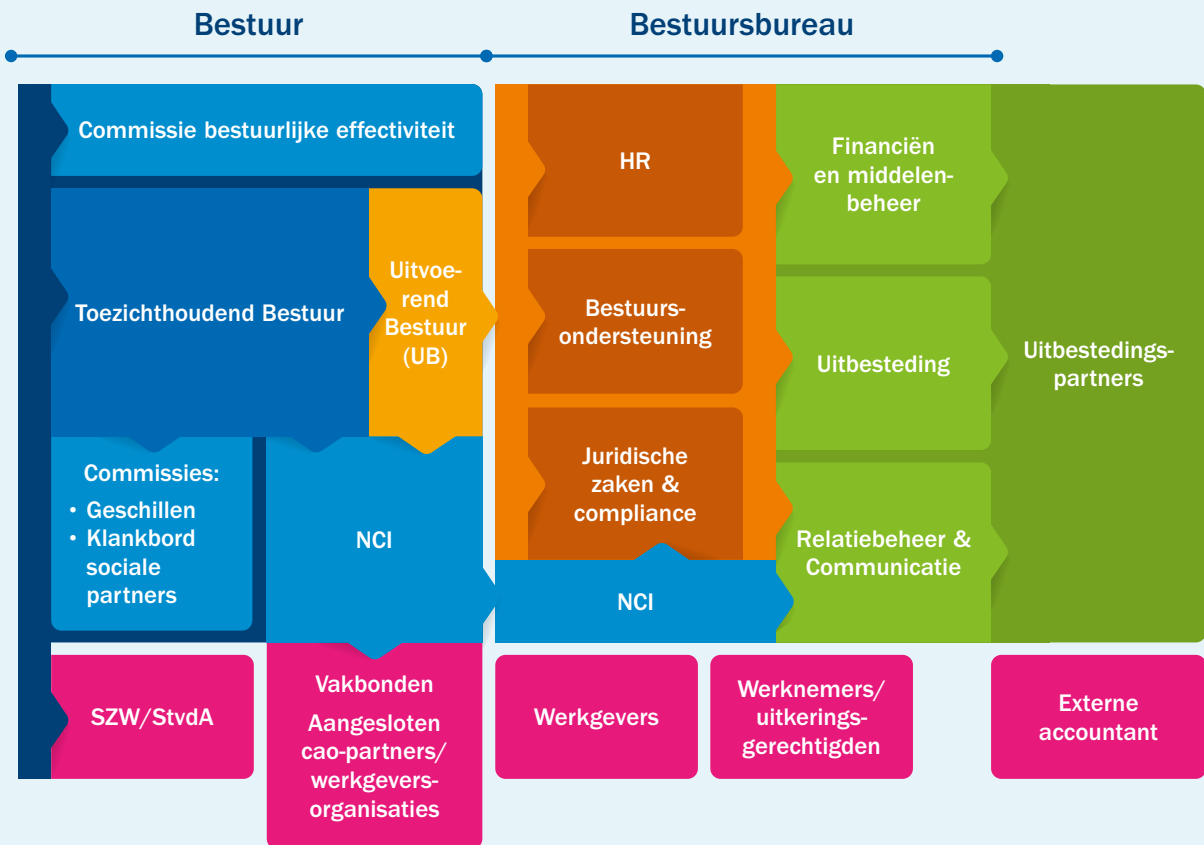 Bestuur
Bestuursbureau
Commissie bestuurlijke effectiviteit
Toezichthoudend Bestuur
Uitvoe-
rend
Bestuur
(UB)
Commissies:
• Geschillen
• Klankbord
sociale
partners
NCI
HR
Bestuurs-
ondersteuning
Juridische
zaken &
compliance
NCI
Financiën
en middelen-
beheer
Uitbesteding
Relatiebeheer &
Communicatie
Uitbestedings-
partners
SZW/StvdA
Vakbonden
Aangesloten
cao-partners/
werkgevers-
organisaties
Werkgevers
Werknemers/
uitkerings-
gerechtigden
Externe
accountant